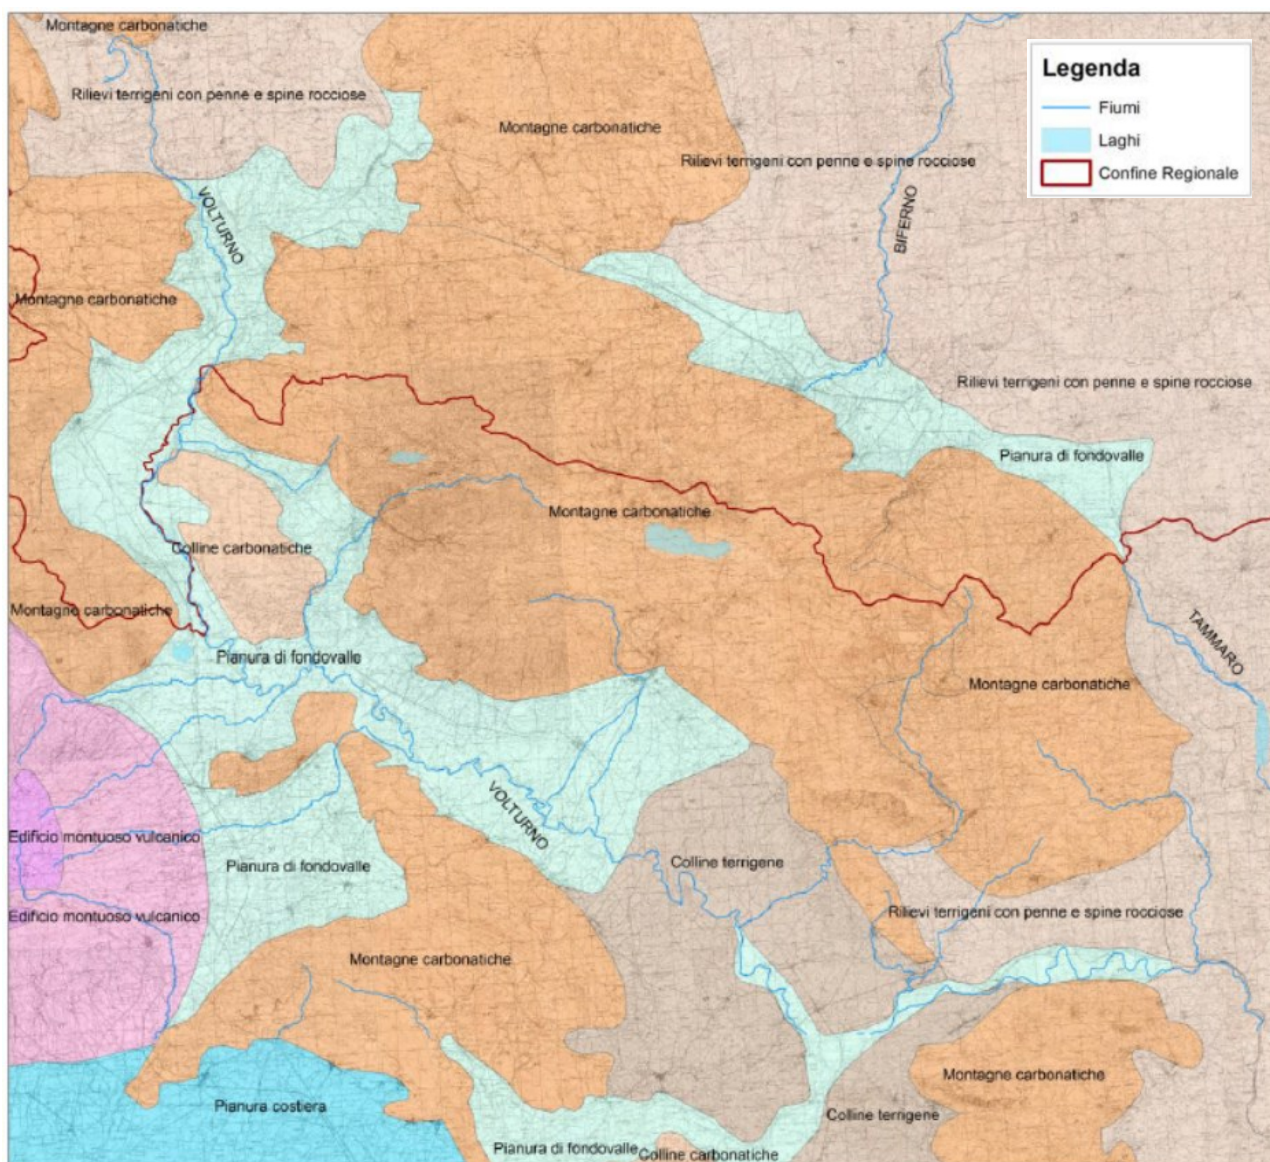 Montagne carbonatiche
Legenda
Fiumi
Laghi
Confine Regionale
Rilievi terrigeni con penne e spine rocciose
Montagne carbonatiche
Rilievi terrigeni con penne e spine rocciose
VOLTURNO
BIFERNO
Montagne carbonatiche
Rilievi terrigeni con penne e spine rocciose
Pianura di fondovalle
Montagne carbonatiche
Colline carbonatiche
Montagne carbonatiche
TAMMARO
Pianura di fondovalle
Montagne carbonatiche
VOLTURNO
Edificio montuoso vulcanico
Colline terrigene
Pianura di fondovalle
Edificio montuoso vulcanico
Rilievi terrigeni con penne e spine rocciose
Montagne carbonatiche
Montagne carbonatiche
Pianura costiera
Colline terrigene
Pianura di fondovalle
Colline carbonatiche